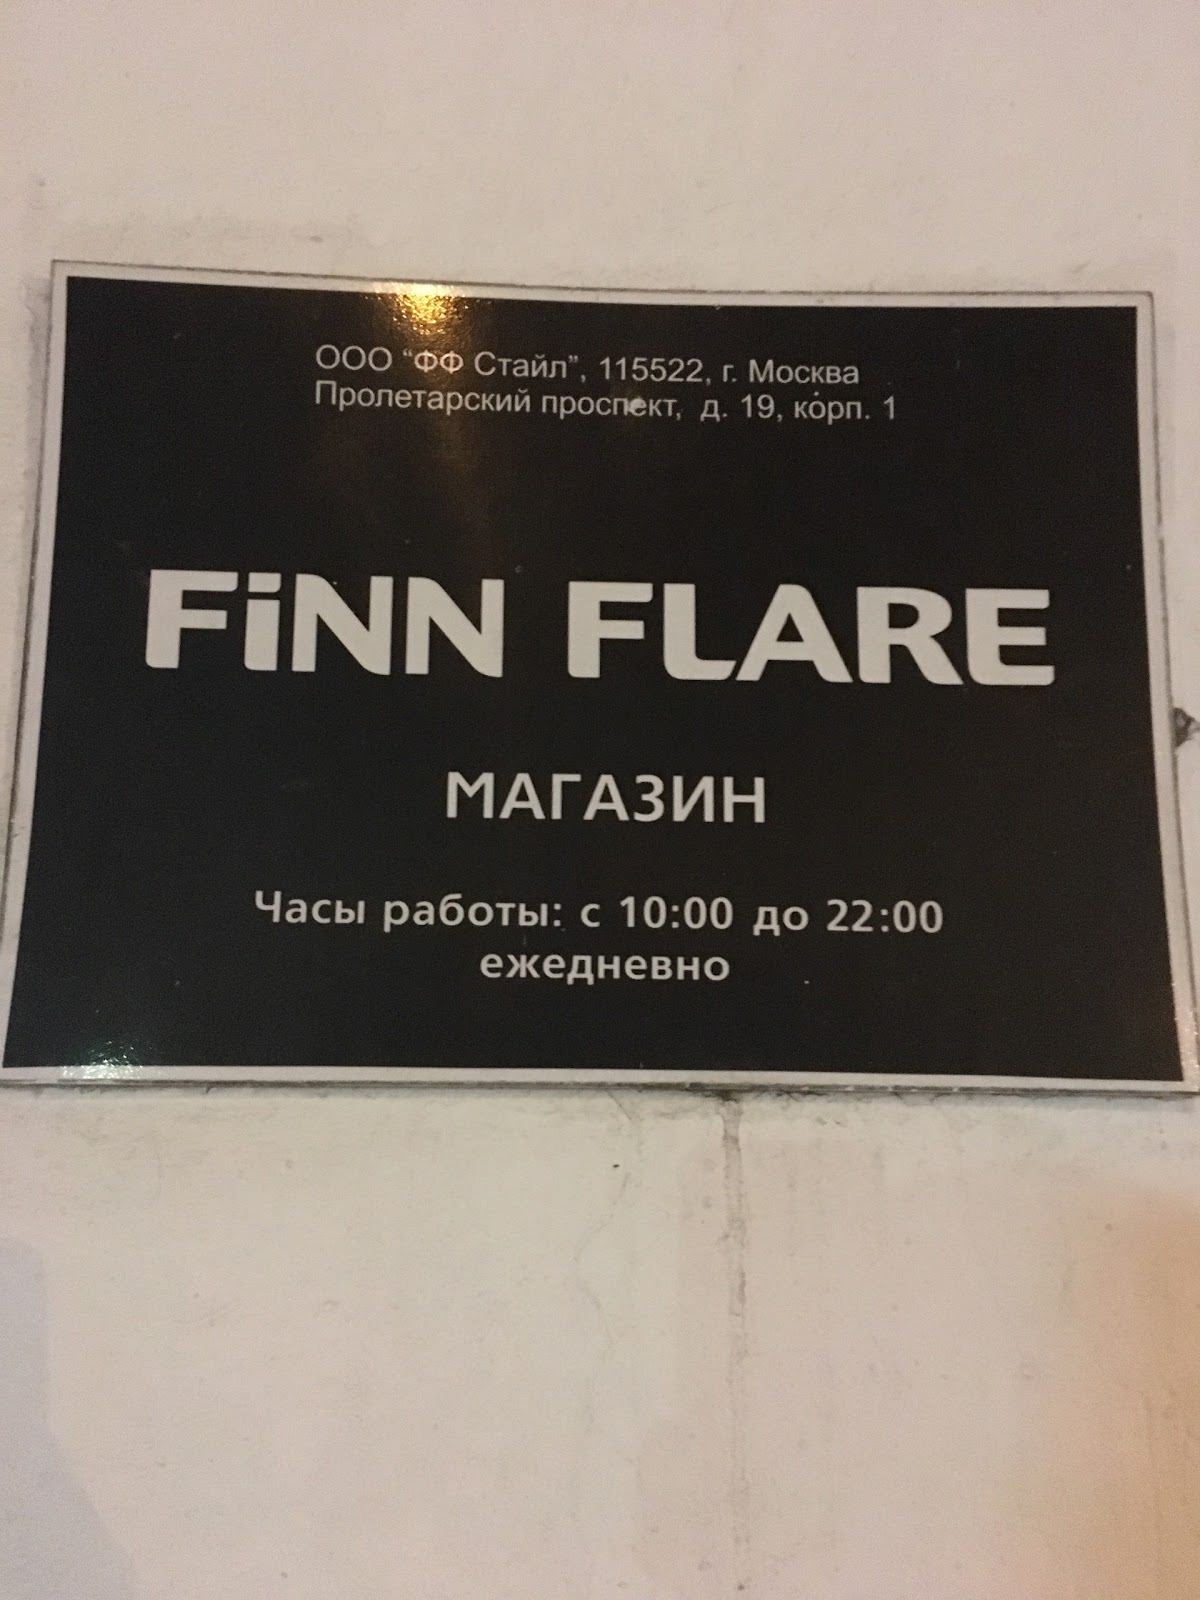 ООО “ФФ Стайл”, 115522, г. Москва
Пролетарский проспект, д. 19, корп. 1
FiNN FLARE
МАГАЗИН
Часы работы: с 10:00 до 22:00
ежедневно